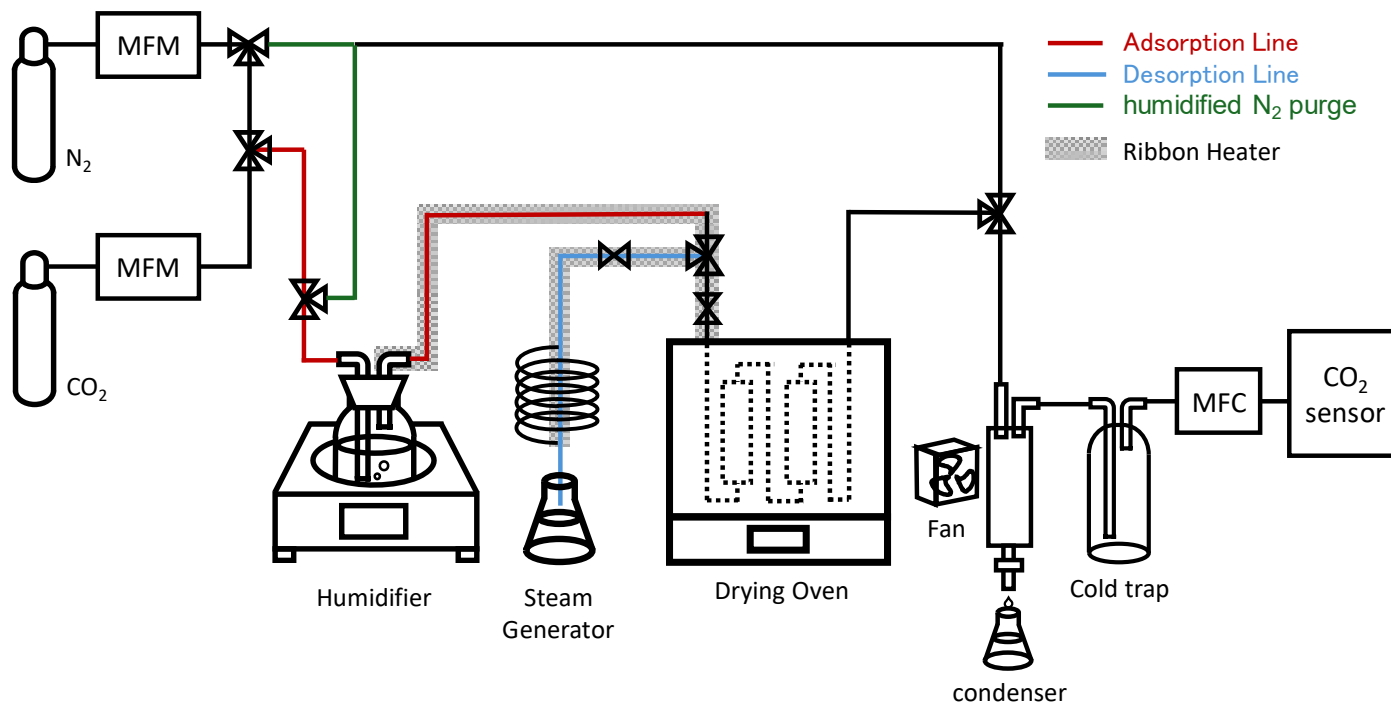 MFM
N₂
MFM
CO₂
Adsorption Line
Desorption Line
humidified N₂ purge
Ribbon Heater
Humidifier
Steam
Generator
Drying Oven
Fan
condenser
Cold trap
MFC
CO₂
sensor